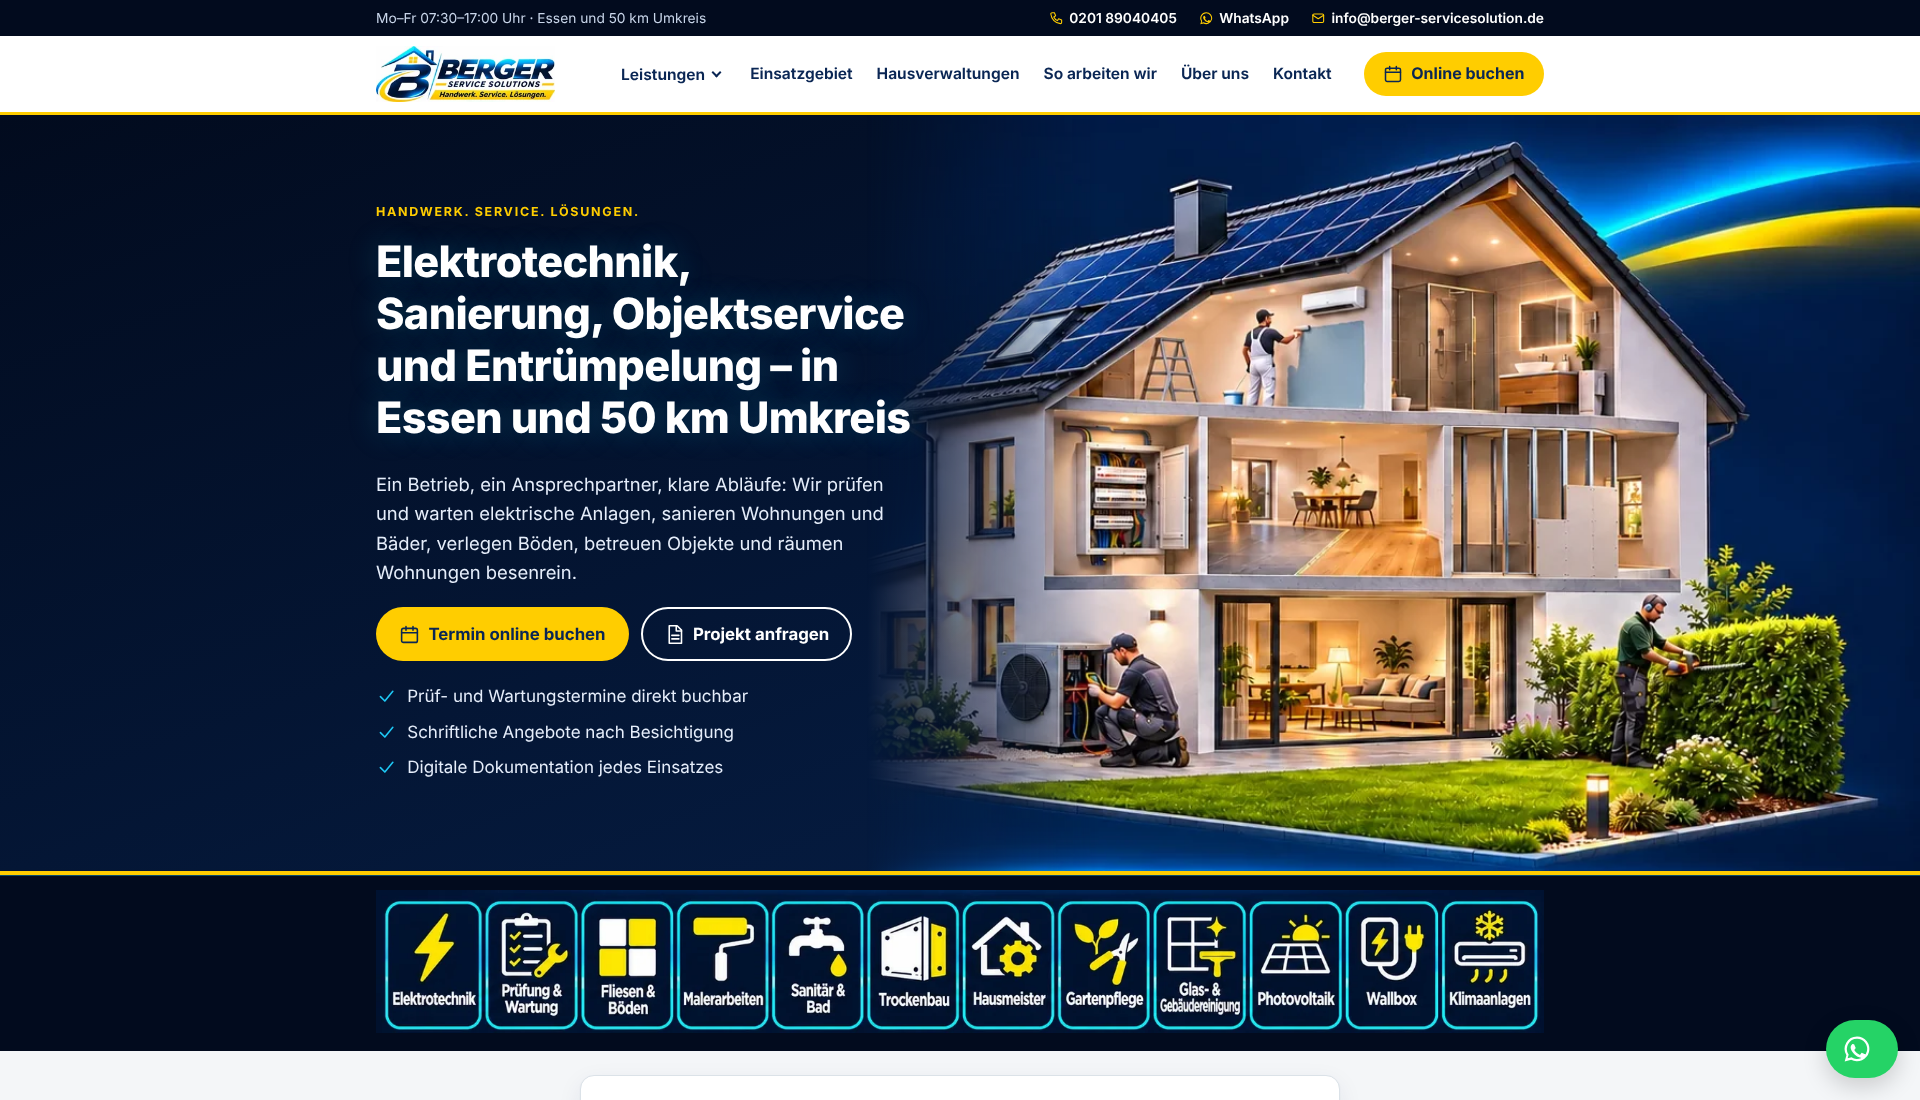 Mo–Fr 07:30–17:00 Uhr · Essen und 50 km Umkreis
0201 89040405
WhatsApp
info@berger-servicesolution.de
BERGER
SERVICE SOLUTIONS
Handwerk. Service. Lösungen.
Leistungen
Einsatzgebiet
Hausverwaltungen
So arbeiten wir
Über uns
Kontakt
Online buchen
HANDWERK. SERVICE. LÖSUNGEN.
Elektrotechnik,
Sanierung, Objektservice
und Entrümpelung – in
Essen und 50 km Umkreis
Ein Betrieb, ein Ansprechpartner, klare Abläufe: Wir prüfen
und warten elektrische Anlagen, sanieren Wohnungen und
Bäder, verlegen Böden, betreuen Objekte und räumen
Wohnungen besenrein.
Termin online buchen
Projekt anfragen
Prüf- und Wartungstermine direkt buchbar
Schriftliche Angebote nach Besichtigung
Digitale Dokumentation jedes Einsatzes
Elektrotechnik
Prüfung &
Wartung
Fliesen &
Böden
Malerarbeiten
Sanitär &
Bad
Trockenbau
Hausmeister
Gartenpflege
Glas- &
Gebäudereinigung
Photovoltaik
Wallbox
Klimaanlagen